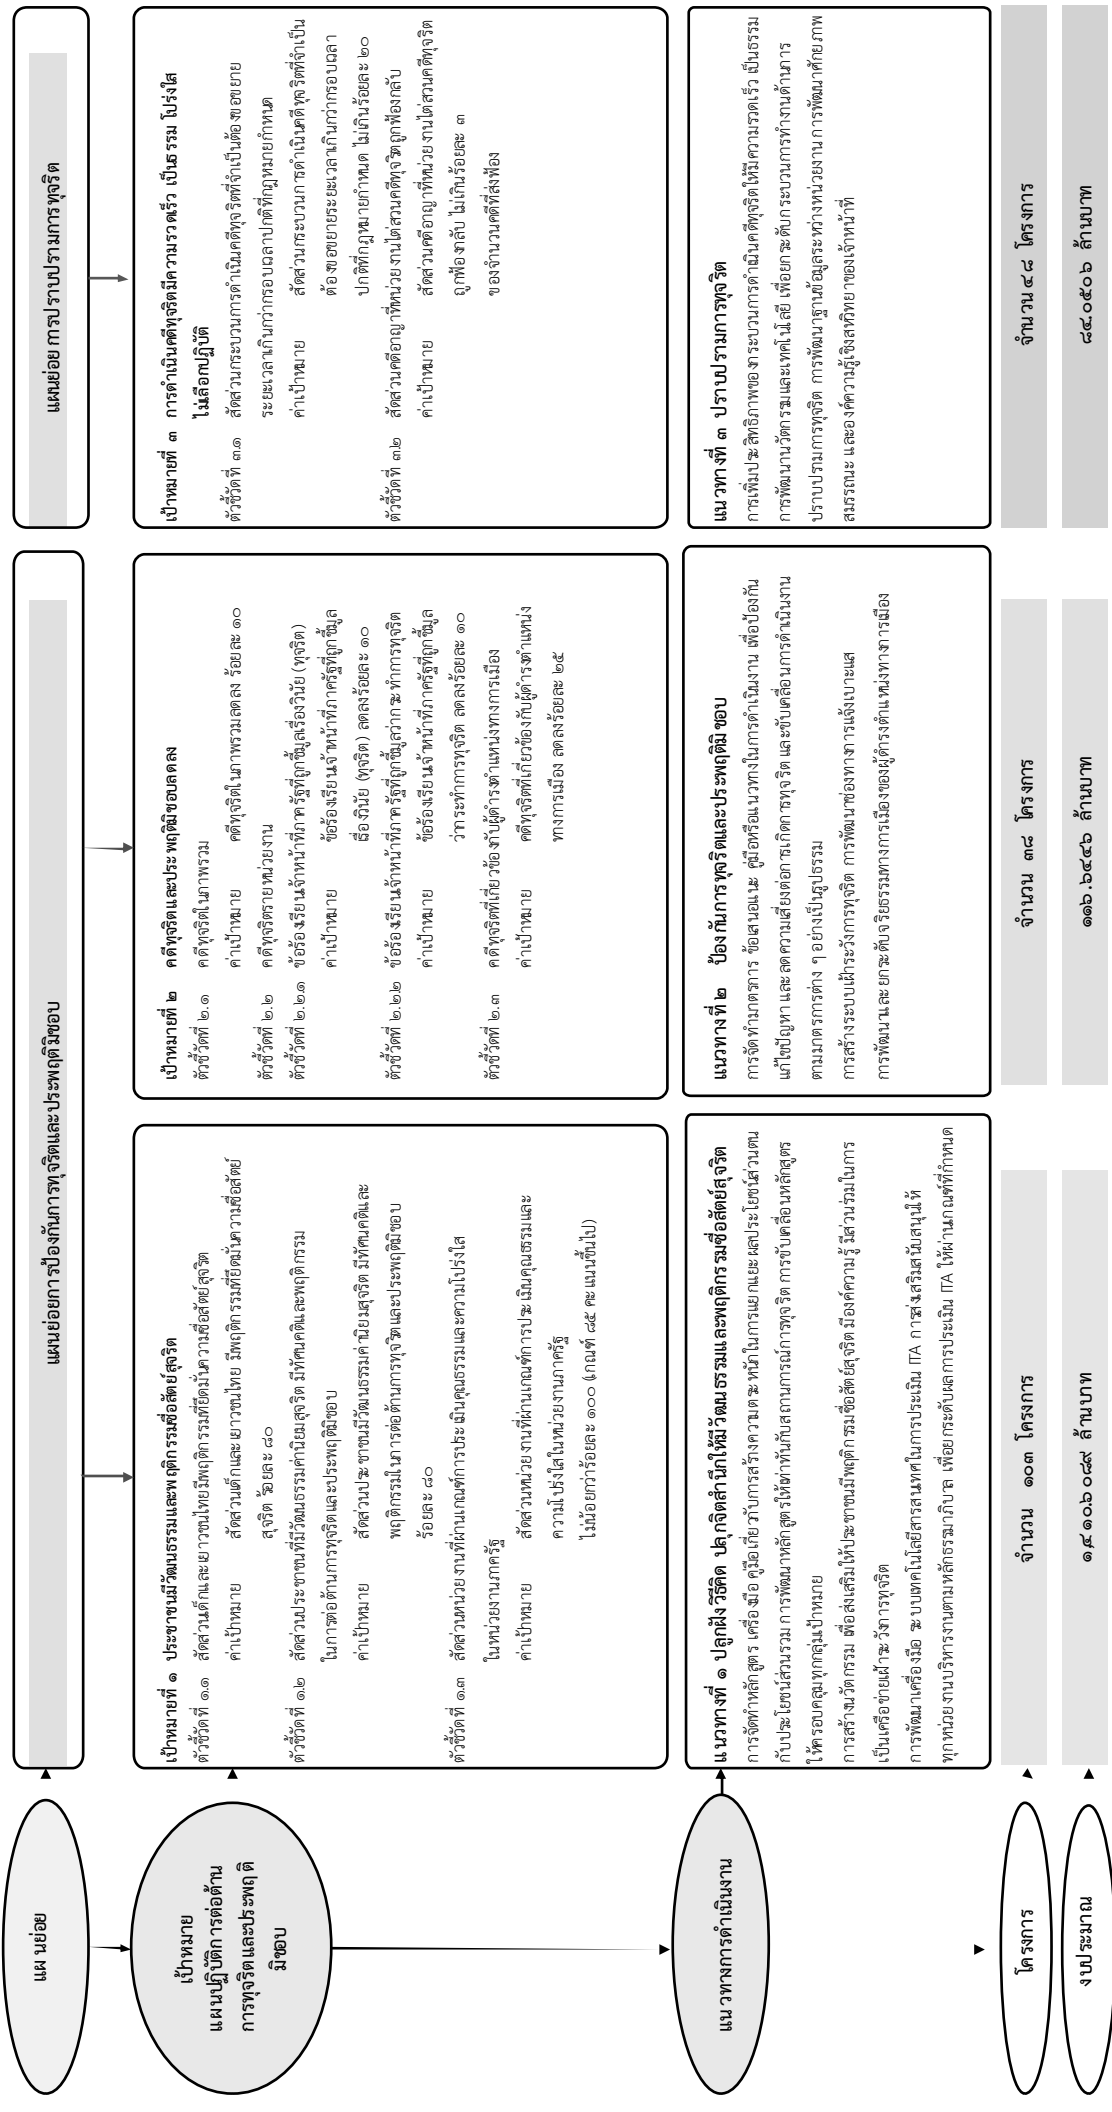 แผนย่อย
แผนย่อยการป้องกันการทุจริตและประพฤติมิชอบ
แผนย่อยการปราบปรามการทุจริต
เป้าหมาย
แผนปฏิบัติการต่อต้าน
การทุจริตและประพฤติ
มิชอบ
เป้าหมายที่ ๑ ประชาชนมีวัฒนธรรมและพฤติกรรมซื่อสัตย์สุจริต
ตัวชี้วัดที่ ๑.๑ สัดส่วนเด็กและเยาวชนไทยมีพฤติกรรมที่ยึดมั่นความซื่อสัตย์สุจริต
ค่าเป้าหมาย สัดส่วนเด็กและเยาวชนไทย มีพฤติกรรมที่ยึดมั่นความซื่อสัตย์
สุจริต ร้อยละ ๘๐
ตัวชี้วัดที่ ๑.๒ สัดส่วนประชาชนที่มีวัฒนธรรมค่านิยมสุจริต มีทัศนคติและพฤติกรรม
ในการต่อต้านการทุจริตและประพฤติมิชอบ
ค่าเป้าหมาย สัดส่วนประชาชนมีวัฒนธรรมค่านิยมสุจริต มีทัศนคติและ
พฤติกรรมในการต่อต้านการทุจริตและประพฤติมิชอบ
ร้อยละ ๘๐
ตัวชี้วัดที่ ๑.๓ สัดส่วนหน่วยงานที่ผ่านเกณฑ์การประเมินคุณธรรมและความโปร่งใส
ในหน่วยงานภาครัฐ
ค่าเป้าหมาย สัดส่วนหน่วยงานที่ผ่านเกณฑ์การประเมินคุณธรรมและ
ความโปร่งใสในหน่วยงานภาครัฐ
ไม่น้อยกว่าร้อยละ ๑๐๐ (เกณฑ์ ๘๕ คะแนนขึ้นไป)
เป้าหมายที่ ๒ คดีทุจริตและประพฤติมิชอบลดลง
ตัวชี้วัดที่ ๒.๑ คดีทุจริตในภาพรวม
ค่าเป้าหมาย คดีทุจริตในภาพรวมลดลง ร้อยละ ๑๐
ตัวชี้วัดที่ ๒.๒ คดีทุจริตรายหน่วยงาน
ตัวชี้วัดที่ ๒.๒.๑ ข้อร้องเรียนเจ้าหน้าที่ภาครัฐที่ถูกชี้มูลเรื่องวินัย (ทุจริต)
ค่าเป้าหมาย ข้อร้องเรียนเจ้าหน้าที่ภาครัฐที่ถูกชี้มูล
เรื่องวินัย (ทุจริต) ลดลงร้อยละ ๑๐
ตัวชี้วัดที่ ๒.๒.๒ ข้อร้องเรียนเจ้าหน้าที่ภาครัฐที่ถูกชี้มูลว่ากระทำการทุจริต
ค่าเป้าหมาย ข้อร้องเรียนเจ้าหน้าที่ภาครัฐที่ถูกชี้มูล
ว่ากระทำการทุจริต ลดลงร้อยละ ๑๐
ตัวชี้วัดที่ ๒.๓ คดีทุจริตที่เกี่ยวข้องกับผู้ดำรงตำแหน่งทางการเมือง
ค่าเป้าหมาย คดีทุจริตที่เกี่ยวข้องกับผู้ดำรงตำแหน่ง
ทางการเมือง ลดลงร้อยละ ๒๕
เป้าหมายที่ ๓ การดำเนินคดีทุจริตมีความรวดเร็ว เป็นธรรม โปร่งใส
ไม่เลือกปฏิบัติ
ตัวชี้วัดที่ ๓.๑ สัดส่วนกระบวนการดำเนินคดีทุจริตที่จำเป็นต้องขอขยาย
ระยะเวลาเกินกว่ากรอบเวลาปกติที่กฎหมายกำหนด
ค่าเป้าหมาย สัดส่วนกระบวนการดำเนินคดีทุจริตที่จำเป็น
ต้องขอขยายระยะเวลาเกินกว่ากรอบเวลา
ปกติที่กฎหมายกำหนด ไม่เกินร้อยละ ๒๐
ตัวชี้วัดที่ ๓.๒ สัดส่วนคดีอาญาที่หน่วยงานไต่สวนคดีทุจริตถูกฟ้องกลับ
ค่าเป้าหมาย สัดส่วนคดีอาญาที่หน่วยงานไต่สวนคดีทุจริต
ถูกฟ้องกลับ ไม่เกินร้อยละ ๓
ของจำนวนคดีที่ส่งฟ้อง
แนวทางการดำเนินงาน
แนวทางที่ ๑ ปลูกฝังวิธีคิด ปลุกจิตสำนึกให้มีวัฒนธรรมและพฤติกรรมซื่อสัตย์สุจริต
การจัดทำหลักสูตร เครื่องมือ คู่มือเกี่ยวกับการสร้างความตระหนักในการแยกแยะผลประโยชน์ส่วนตน
กับประโยชน์ส่วนรวม การพัฒนาหลักสูตรให้เท่าทันกับสถานการณ์การทุจริต การขับเคลื่อนหลักสูตร
ให้ครอบคลุมทุกกลุ่มเป้าหมาย
การสร้างนวัตกรรม เพื่อส่งเสริมให้ประชาชนมีพฤติกรรมซื่อสัตย์สุจริต มีองค์ความรู้ มีส่วนร่วมในการ
เป็นเครือข่ายเฝ้าระวังการทุจริต
การพัฒนาเครื่องมือ ระบบเทคโนโลยีสารสนเทศในการประเมิน ITA การส่งเสริมสนับสนุนให้
ทุกหน่วยงานบริหารงานตามหลักธรรมาภิบาล เพื่อยกระดับผลการประเมิน ITA ให้ผ่านเกณฑ์ที่กำหนด
แนวทางที่ ๒ ป้องกันการทุจริตและประพฤติมิชอบ
การจัดทำมาตรการ ข้อเสนอแนะ คู่มือหรือแนวทางในการดำเนินงาน เพื่อป้องกัน
แก้ไขปัญหา และลดความเสี่ยงต่อการเกิดการทุจริต และขับเคลื่อนการดำเนินงาน
ตามมาตรการต่าง ๆ อย่างเป็นรูปธรรม
การสร้างระบบเฝ้าระวังการทุจริต การพัฒนาช่องทางการแจ้งเบาะแส
การพัฒนาและยกระดับจริยธรรมทางการเมืองของผู้ดำรงตำแหน่งทางการเมือง
แนวทางที่ ๓ ปราบปรามการทุจริต
การเพิ่มประสิทธิภาพของกระบวนการดำเนินคดีทุจริตให้มีความรวดเร็ว เป็นธรรม
การพัฒนานวัตกรรมและเทคโนโลยี เพื่อยกระดับกระบวนการทำงานด้านการ
ปราบปรามการทุจริต การพัฒนาฐานข้อมูลระหว่างหน่วยงาน การพัฒนาศักยภาพ
สมรรถนะ และองค์ความรู้เชิงสหวิทยาของเจ้าหน้าที่
โครงการ
จำนวน ๑๐๓ โครงการ
จำนวน ๓๘ โครงการ
จำนวน ๔๘ โครงการ
งบประมาณ
๑,๔๑๐.๖๐๘๙ ล้านบาท
๑๑๖.๖๔๔๖ ล้านบาท
๘๔.๐๕๐๖ ล้านบาท